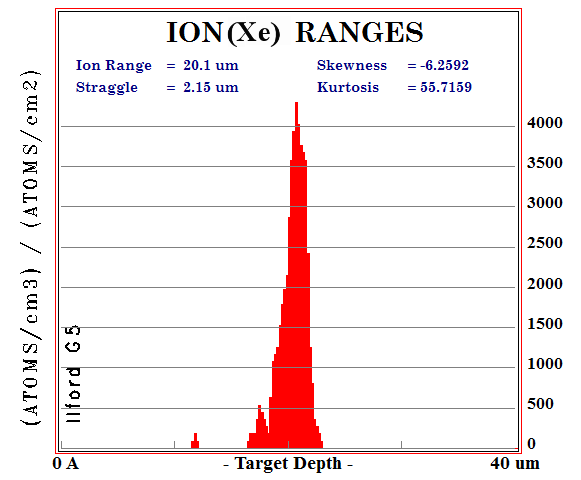 ION(Xe) RANGES
Ion Range = 20.1 um Skewness = -6.2592
Straggle = 2.15 um Kurtosis = 55.7159
(ATOMS/cm3) / (ATOMS/cm2)
4000
3500
3000
2500
2000
1500
1000
500
0
Ilford G5
0 A - Target Depth - 40 um